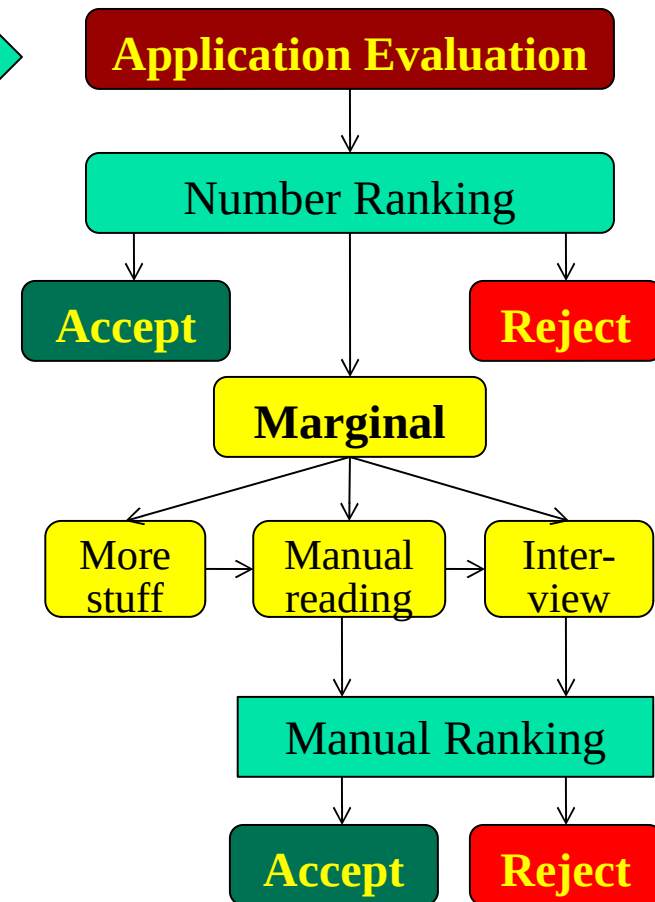 Application Evaluation
Number Ranking
Accept
Reject
Marginal
More
stuff
Manual
reading
Inter-
view
Manual Ranking
Accept
Reject